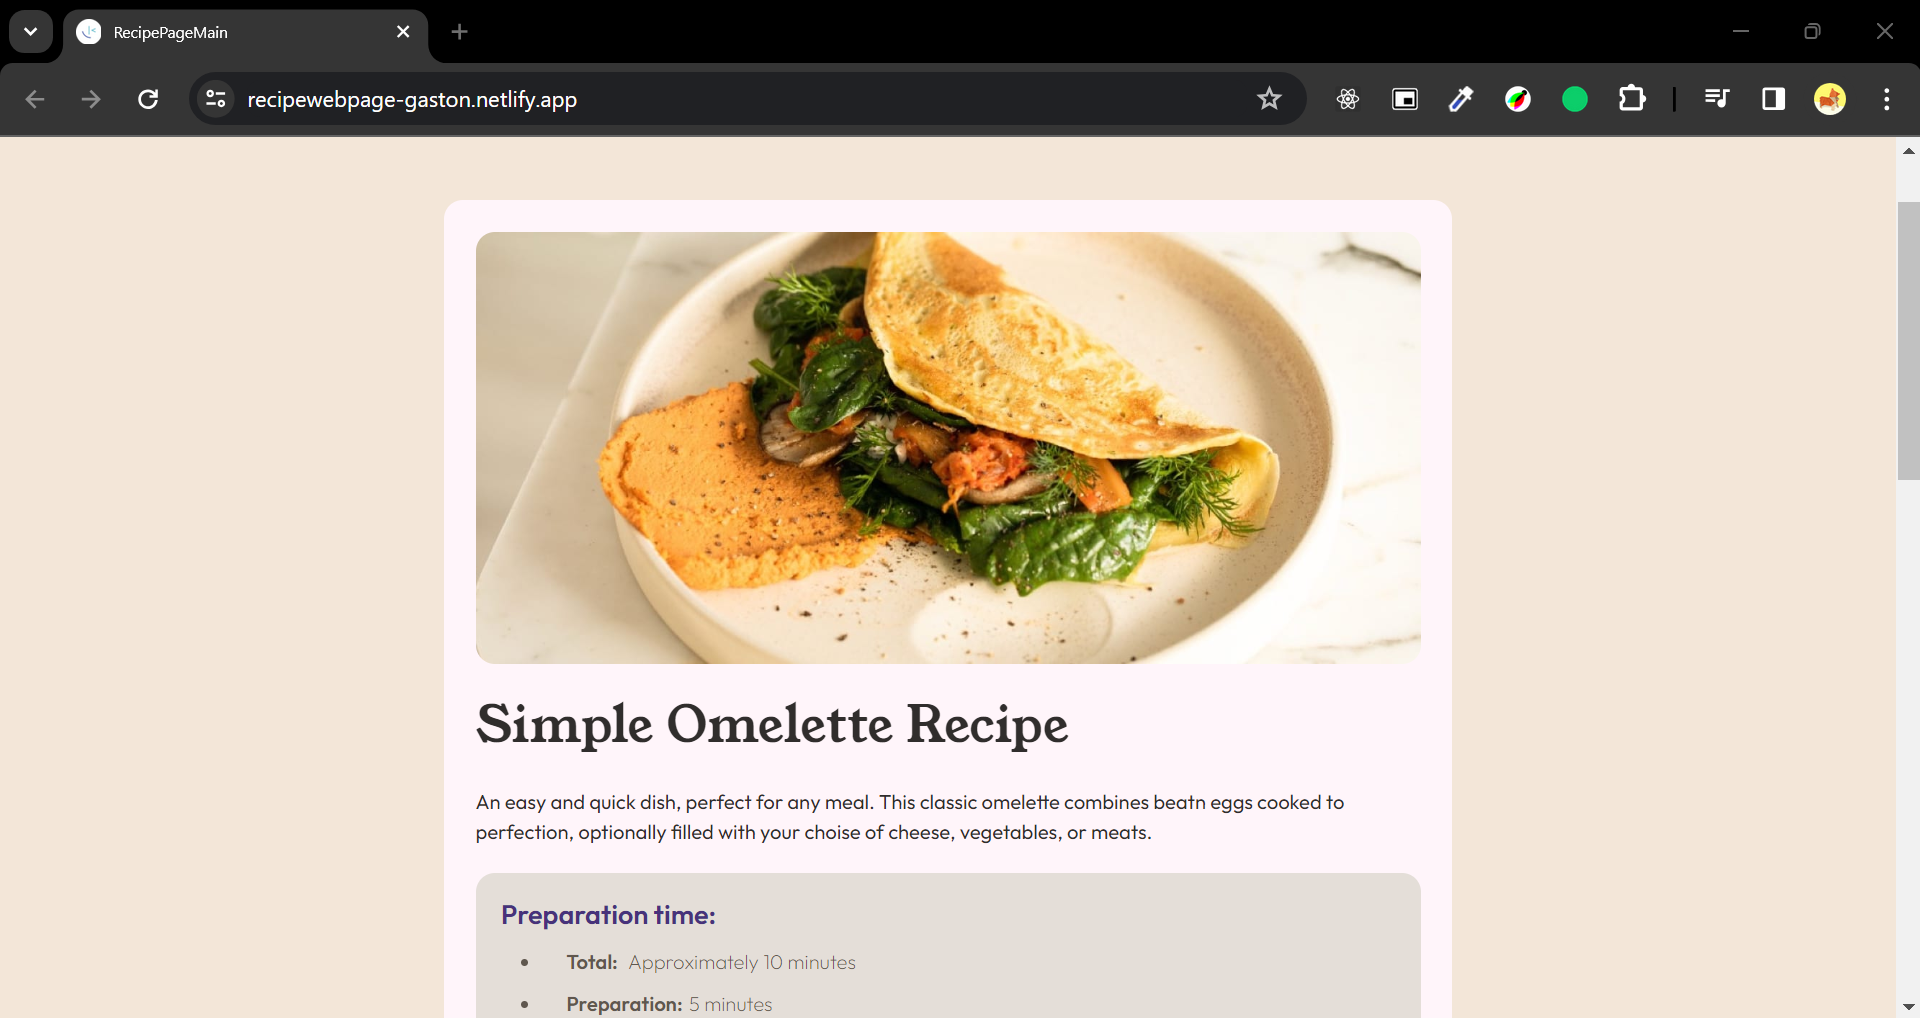 RecipePageMain
recipewebpage-gaston.netlify.app
Simple Omelette Recipe
An easy and quick dish, perfect for any meal. This classic omelette combines beatn eggs cooked to
perfection, optionally filled with your choise of cheese, vegetables, or meats.
Preparation time:
Total: Approximately 10 minutes
Preparation: 5 minutes